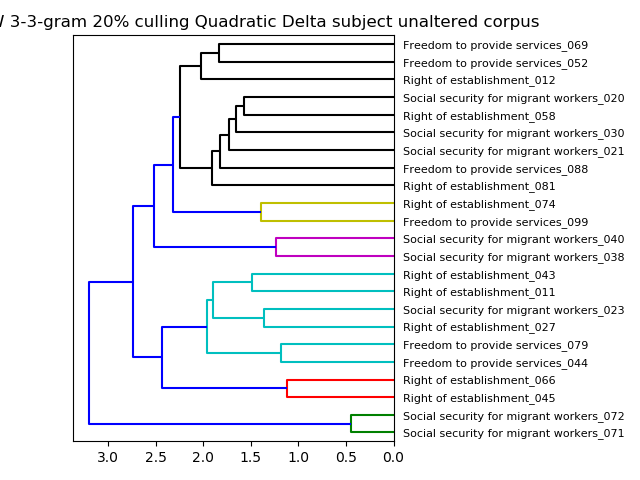 3-3-gram 20% culling Quadratic Delta subject unaltered corpus
Freedom to provide services_069
Freedom to provide services_052
Right of establishment_012
Social security for migrant workers_020
Right of establishment_058
Social security for migrant workers_030
Social security for migrant workers_021
Freedom to provide services_088
Right of establishment_081
Right of establishment_074
Freedom to provide services_099
Social security for migrant workers_040
Social security for migrant workers_038
Right of establishment_043
Right of establishment_011
Social security for migrant workers_023
Right of establishment_027
Freedom to provide services_079
Freedom to provide services_044
Right of establishment_066
Right of establishment_045
Social security for migrant workers_072
Social security for migrant workers_071
3.0 2.5 2.0 1.5 1.0 0.5 0.0